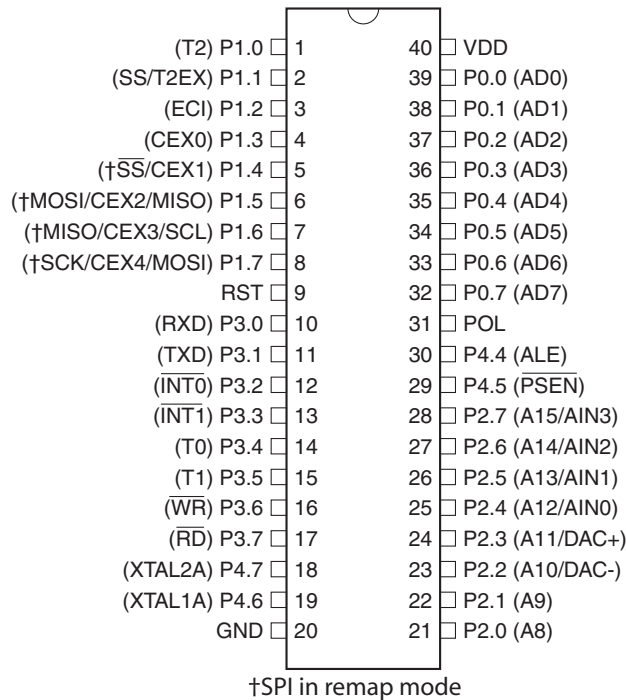 (T2) P1.0 1 40 VDD
(SS/T2EX) P1.1 2 39 P0.0 (AD0)
(ECI) P1.2 3 38 P0.1 (AD1)
(CEX0) P1.3 4 37 P0.2 (AD2)
(†S̅S̅/CEX1) P1.4 5 36 P0.3 (AD3)
(†MOSI/CEX2/MISO) P1.5 6 35 P0.4 (AD4)
(†MISO/CEX3/SCL) P1.6 7 34 P0.5 (AD5)
(†SCK/CEX4/MOSI) P1.7 8 33 P0.6 (AD6)
RST 9 32 P0.7 (AD7)
(RXD) P3.0 10 31 POL
(TXD) P3.1 11 30 P4.4 (ALE)
(I̅N̅T̅0̅) P3.2 12 29 P4.5 (P̅S̅E̅N̅)
(I̅N̅T̅1̅) P3.3 13 28 P2.7 (A15/AIN3)
(T0) P3.4 14 27 P2.6 (A14/AIN2)
(T1) P3.5 15 26 P2.5 (A13/AIN1)
(W̅R̅) P3.6 16 25 P2.4 (A12/AIN0)
(R̅D̅) P3.7 17 24 P2.3 (A11/DAC+)
(XTAL2A) P4.7 18 23 P2.2 (A10/DAC-)
(XTAL1A) P4.6 19 22 P2.1 (A9)
GND 20 21 P2.0 (A8)
†SPI in remap mode